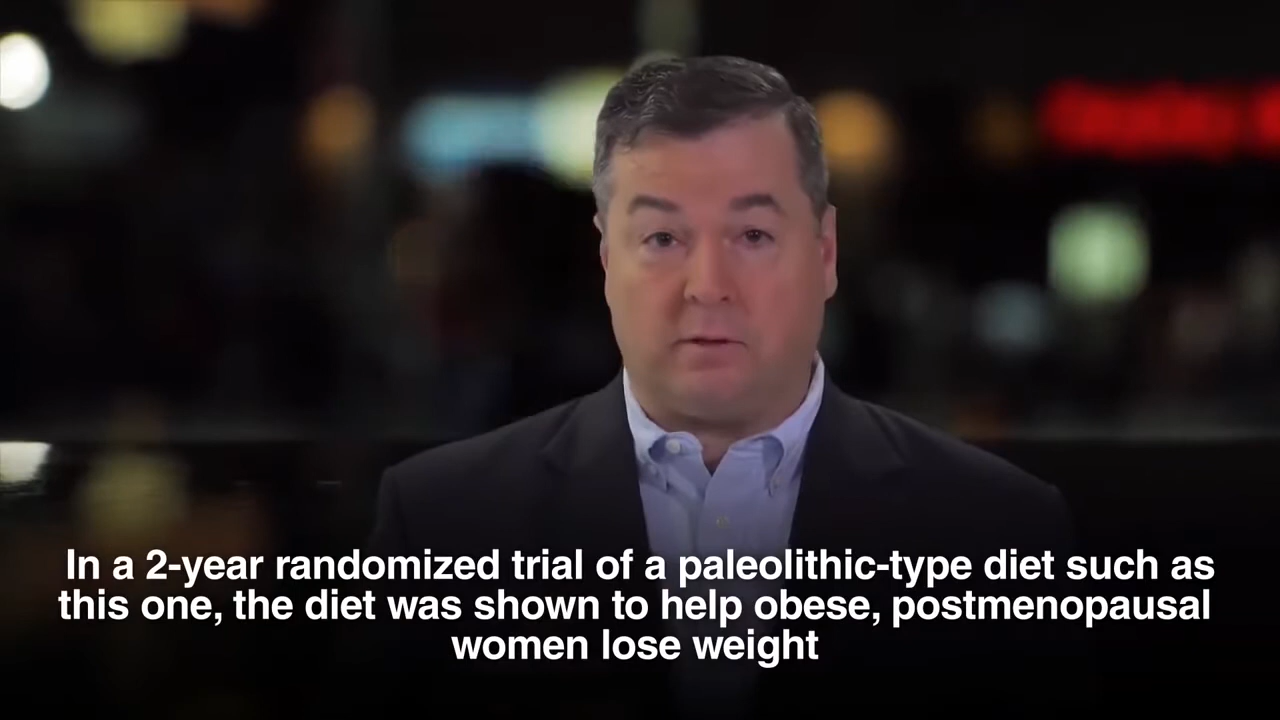 In a 2-year randomized trial of a paleolithic-type diet such as
this one, the diet was shown to help obese, postmenopausal
women lose weight